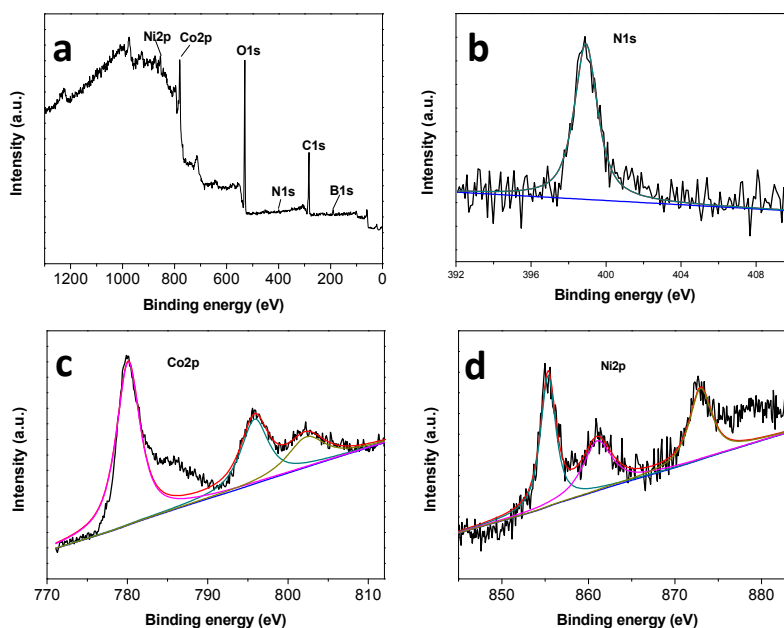 a
Ni2p
Co2p
O1s
C1s
N1s
B1s
Intensity (a.u.)
1200 1000 800 600 400 200 0
Binding energy (eV)
b
N1s
Intensity (a.u.)
392 396 400 404 408
Binding energy (eV)
c
Co2p
Intensity (a.u.)
770 780 790 800 810
Binding energy (eV)
d
Ni2p
Intensity (a.u.)
850 860 870 880
Binding energy (eV)